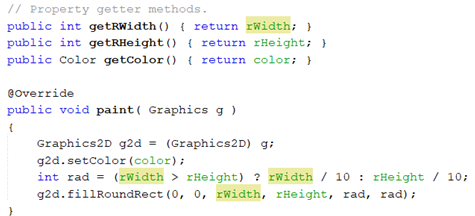 // Property getter methods.
public int getRWidth() { return rWidth; }
public int getRHeight() { return rHeight; }
public Color getColor() { return color; }
@Override
public void paint( Graphics g )
{
Graphics2D g2d = (Graphics2D) g;
g2d.setColor(color);
int rad = (rWidth > rHeight) ? rWidth / 10 : rHeight / 10;
g2d.fillRoundRect(0, 0, rWidth, rHeight, rad, rad);
}